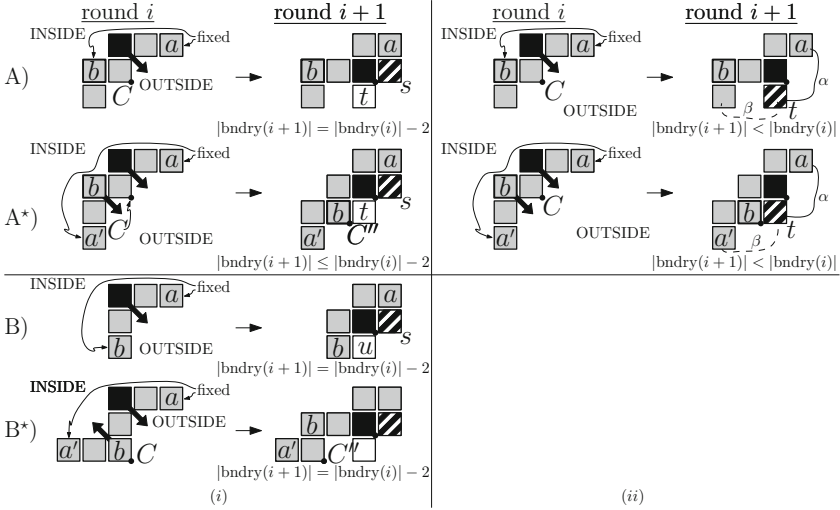 round i
round i + 1
round i
round i + 1
INSIDE
a
fixed
a
INSIDE
a
fixed
a
A)
b
b
b
b
α
C
OUTSIDE
t
s
C
OUTSIDE
β
t
|bndry(i + 1)| = |bndry(i)| − 2
|bndry(i + 1)| < |bndry(i)|
INSIDE
a
fixed
a
INSIDE
a
fixed
a
A⋆)
b
s
b
C
α
C
b
t
b
a'
OUTSIDE
a'
C''
a'
OUTSIDE
a'
β
t
|bndry(i + 1)| ≤ |bndry(i)| − 2
|bndry(i + 1)| < |bndry(i)|
INSIDE
a
fixed
a
B)
s
b
OUTSIDE
b
u
|bndry(i + 1)| = |bndry(i)| − 2
INSIDE
a
fixed
B⋆)
OUTSIDE
b
a'
b
C
a'
C''
|bndry(i + 1)| = |bndry(i)| − 2
(i)
(ii)